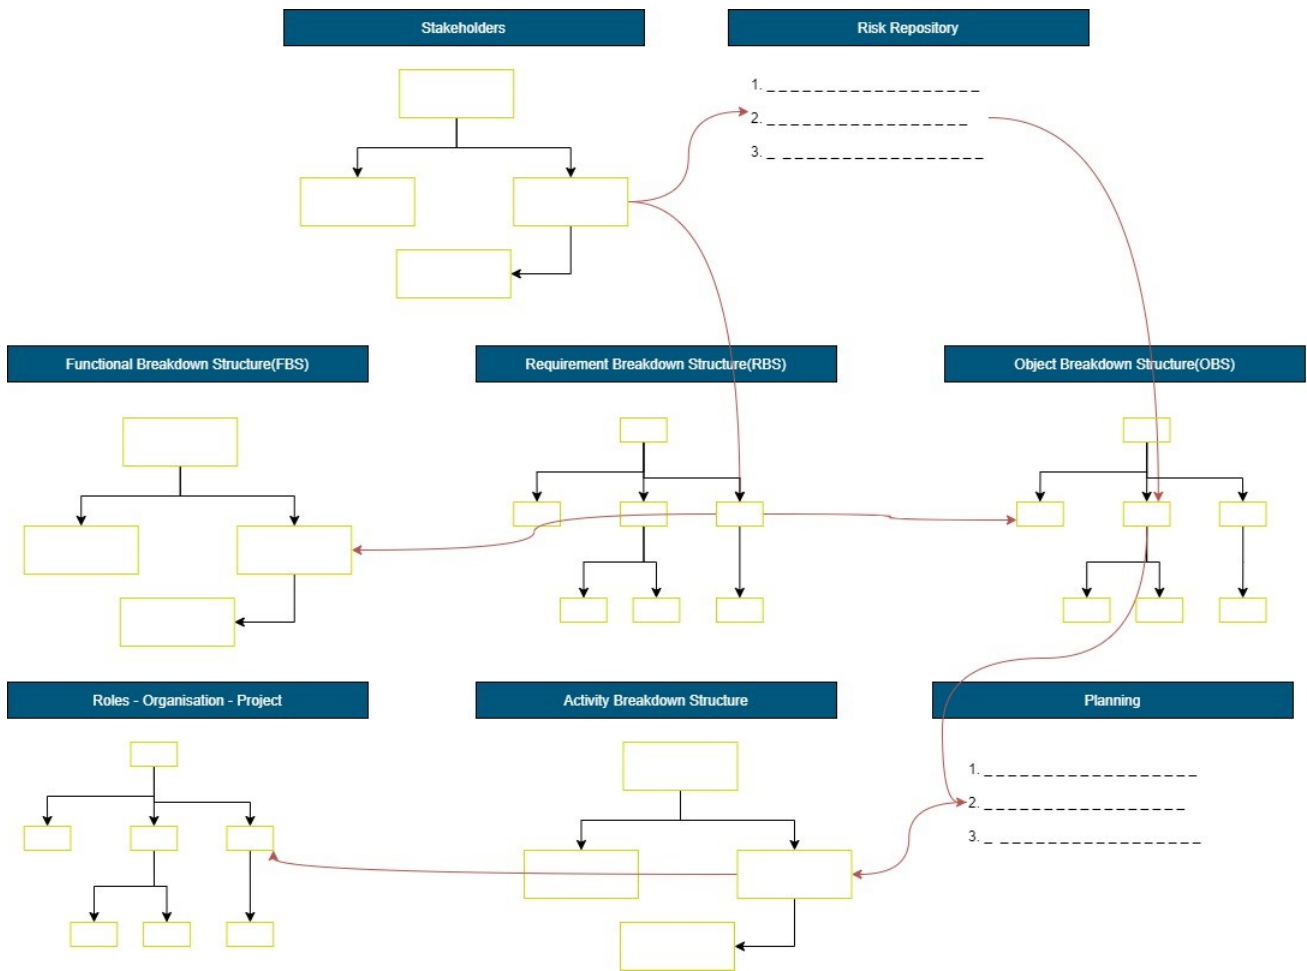 Stakeholders
Risk Repository
1. _ _ _ _ _ _ _ _ _ _ _ _ _ _ _ _ _ _
2. _ _ _ _ _ _ _ _ _ _ _ _ _ _ _ _ _
3. _ _ _ _ _ _ _ _ _ _ _ _ _ _ _ _ _ _
Functional Breakdown Structure(FBS)
Requirement Breakdown Structure(RBS)
Object Breakdown Structure(OBS)
Roles - Organisation - Project
Activity Breakdown Structure
Planning
1. _ _ _ _ _ _ _ _ _ _ _ _ _ _ _ _ _ _
2. _ _ _ _ _ _ _ _ _ _ _ _ _ _ _ _ _
3. _ _ _ _ _ _ _ _ _ _ _ _ _ _ _ _ _ _